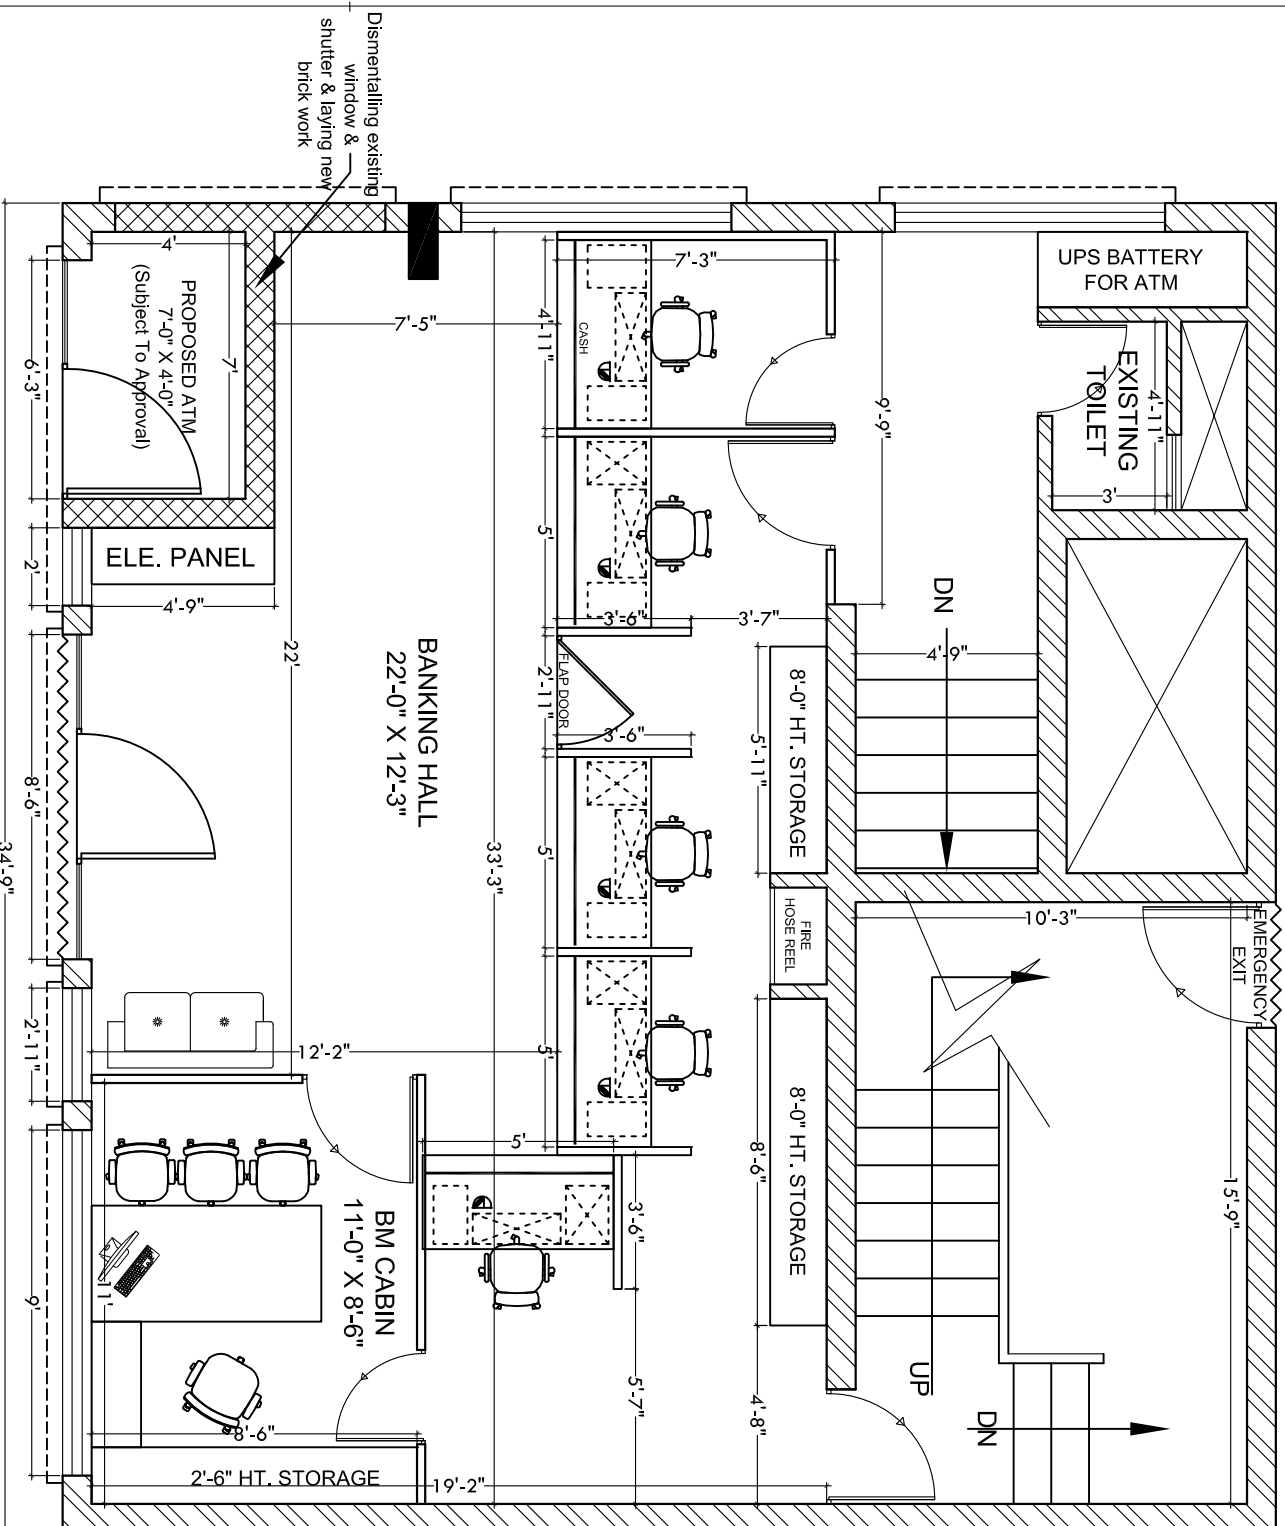 Dismentalling existing
window &
shutter & laying new
brick work
UPS BATTERY
FOR ATM
4'
PROPOSED ATM
7'-0" X 4'-0"
(Subject To Approval)
7'
6'-3"
7'-5"
7'-3"
4'-11"
CASH
9'-9"
EXISTING
TOILET
4'-11"
3'
ELE. PANEL
4'-9"
2'
22'
BANKING HALL
22'-0" X 12'-3"
5'
3'-6"
3'-7"
FLAP DOOR
2'-11"
3'-6"
8'-0" HT. STORAGE
5'-11"
DN
4'-9"
8'-6"
34'-9"
33'-3"
5'
FIRE
HOSE REEL
10'-3"
EMERGENCY
EXIT
2'-11"
12'-2"
5'
8'-0" HT. STORAGE
8'-6"
15'-9"
5'
3'-6"
BM CABIN
11'-0" X 8'-6"
11'
9'
8'-6"
5'-7"
4'-8"
UP
DN
2'-6" HT. STORAGE
19'-2"